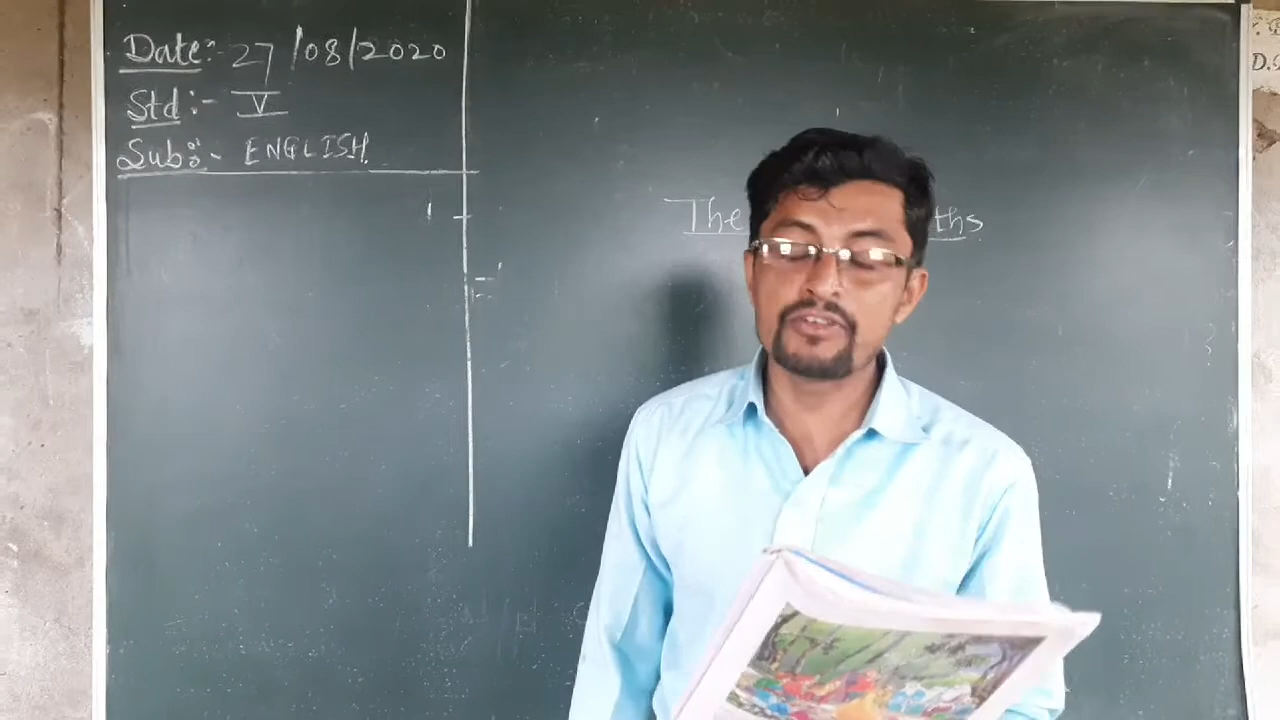 Date:- 27/08/2020
Std:- V
Sub:- ENGLISH
The
ths